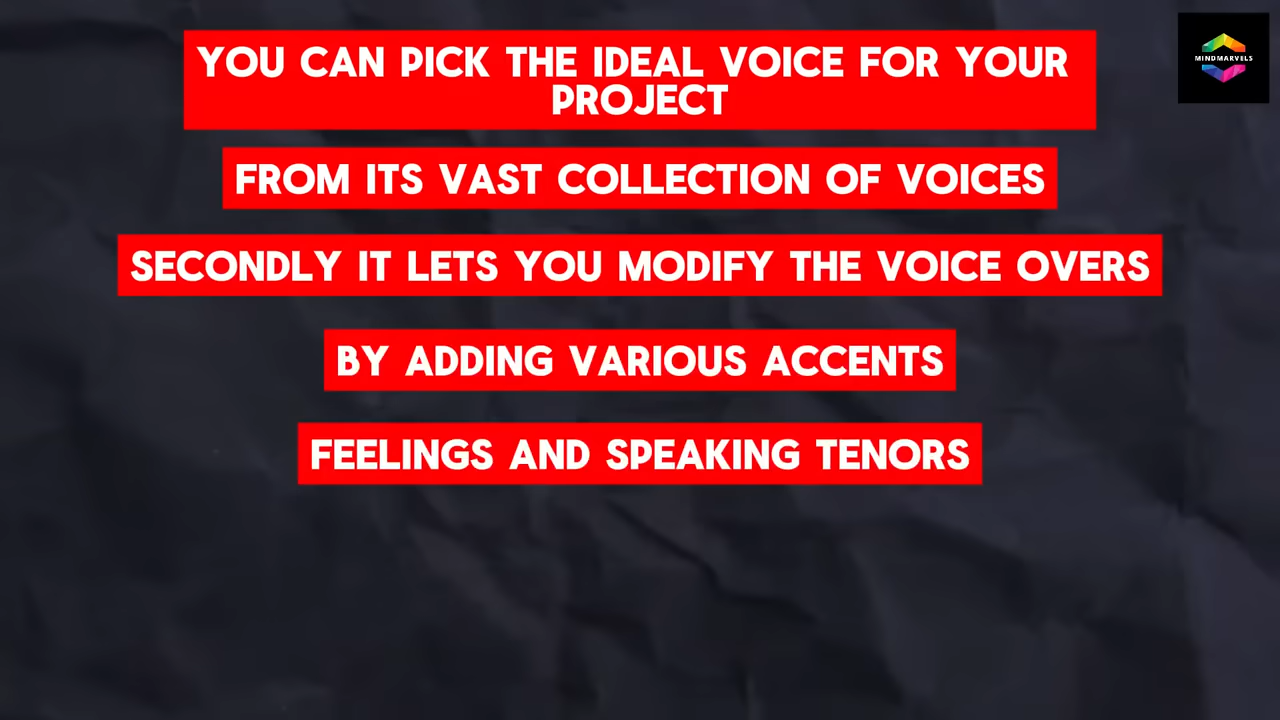 YOU CAN PICK THE IDEAL VOICE FOR YOUR
PROJECT
FROM ITS VAST COLLECTION OF VOICES
SECONDLY IT LETS YOU MODIFY THE VOICE OVERS
BY ADDING VARIOUS ACCENTS
FEELINGS AND SPEAKING TENORS
MINDMARVELS